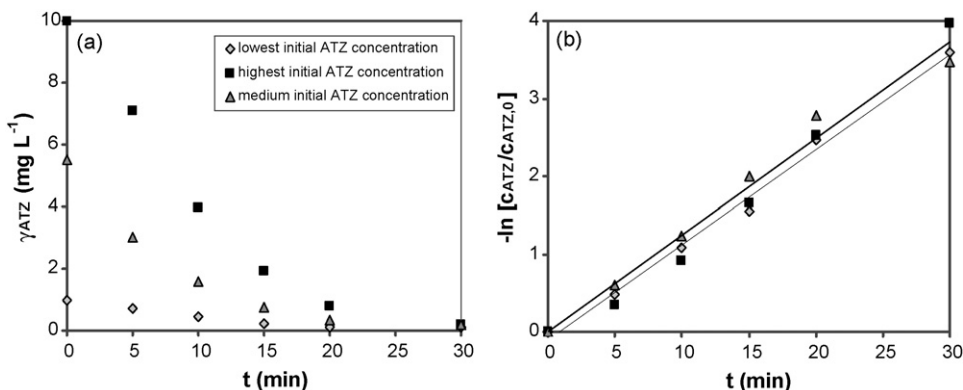 (a)
lowest initial ATZ concentration
highest initial ATZ concentration
medium initial ATZ concentration
10
8
6
4
2
0
γATZ (mg L⁻¹)
0 5 10 15 20 25 30
t (min)
(b)
4
3
2
1
0
-ln [cATZ/cATZ,0]
0 5 10 15 20 25 30
t (min)